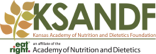 KSANDF
Kansas Academy of Nutrition and Dietetics Foundation
eat right. an affiliate of the
Academy of Nutrition and Dietetics